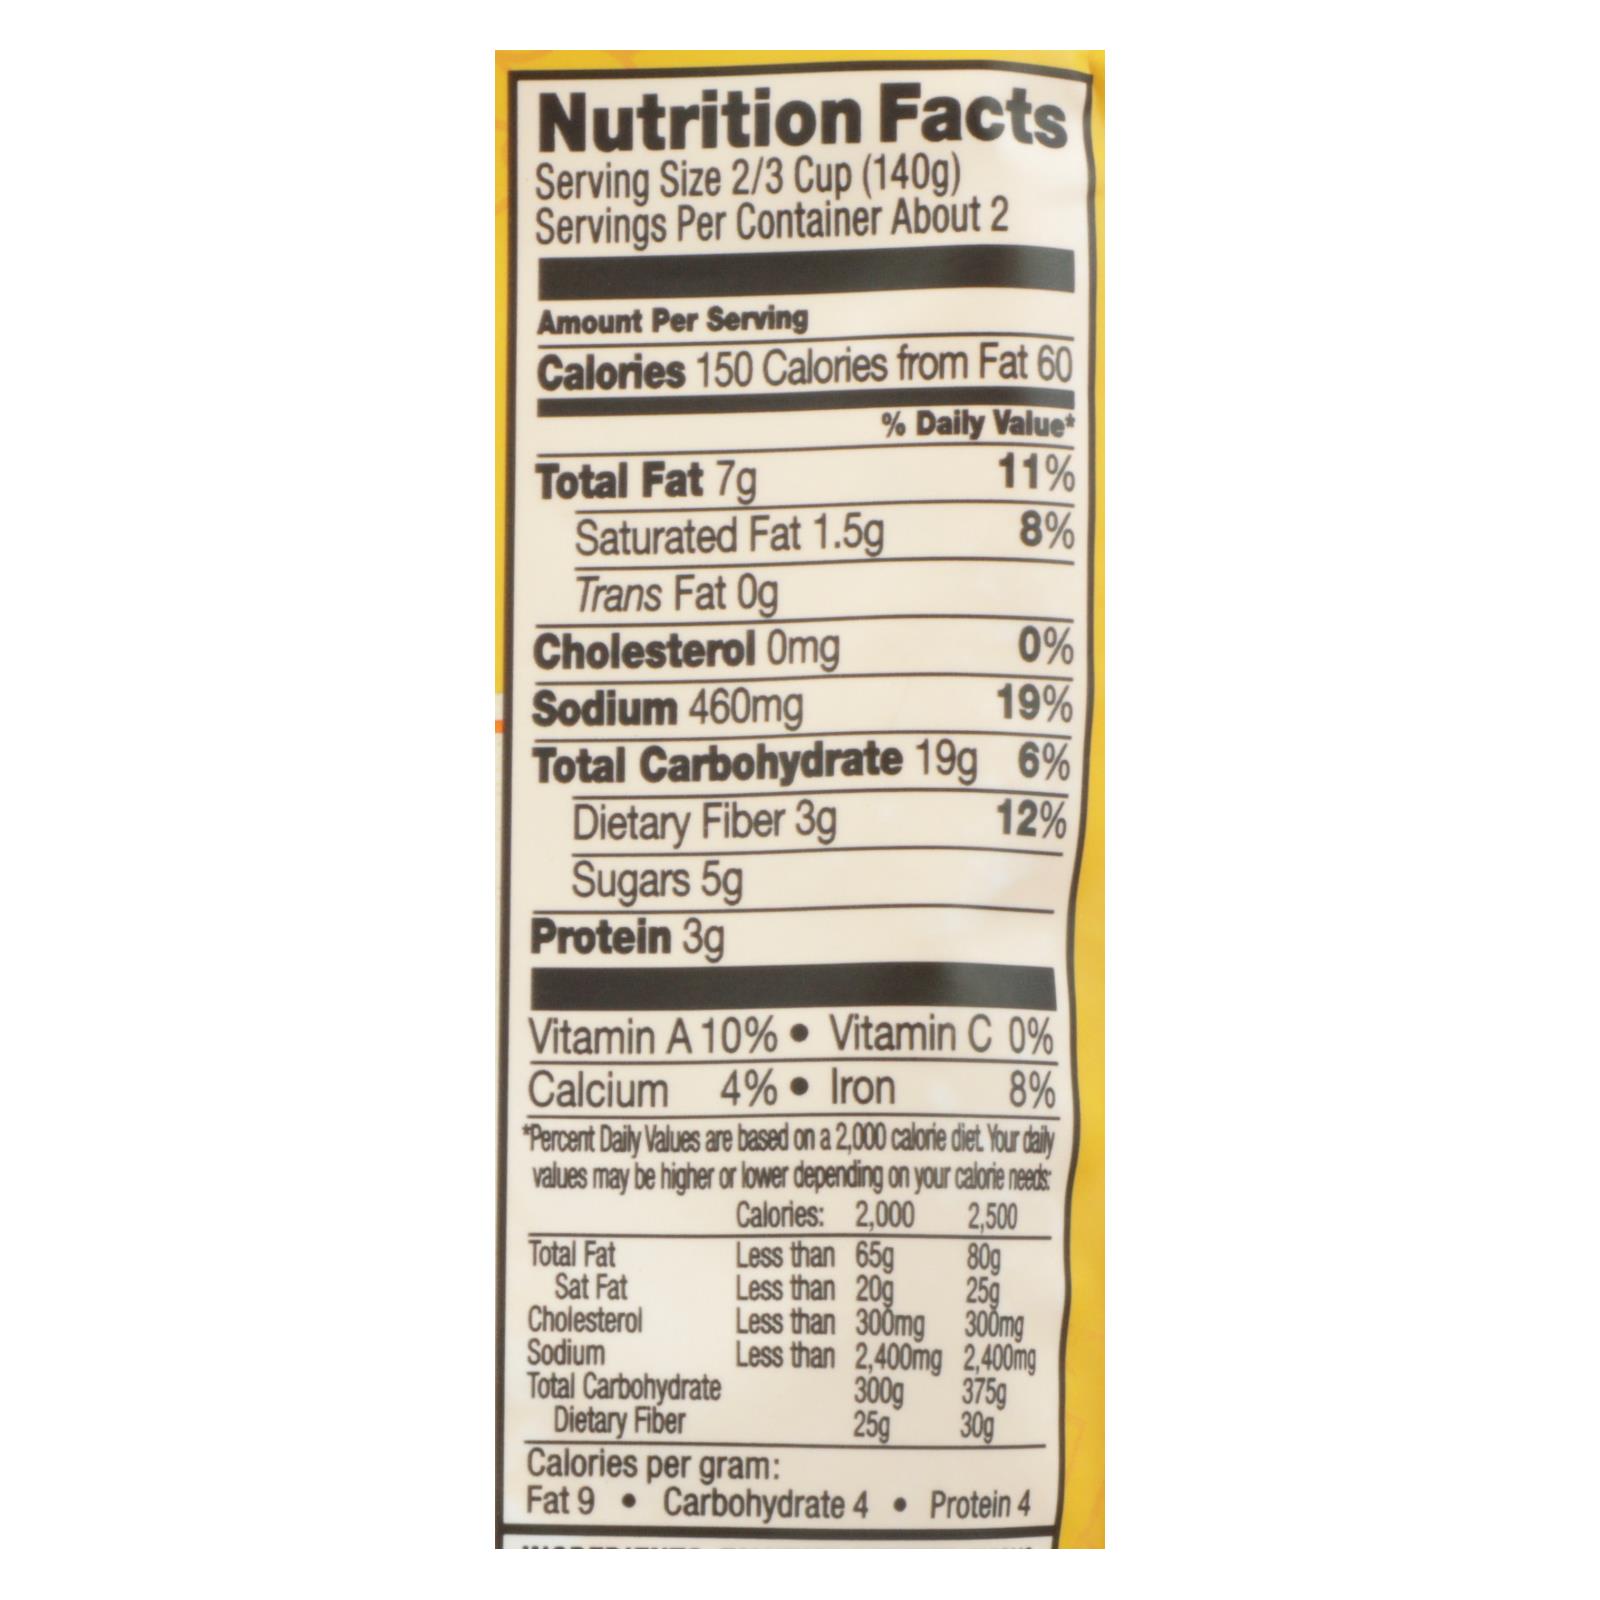 Nutrition Facts
Serving Size 2/3 Cup (140g)
Servings Per Container About 2
Amount Per Serving
Calories 150 Calories from Fat 60
% Daily Value*
Total Fat 7g 11%
Saturated Fat 1.5g 8%
Trans Fat 0g
Cholesterol 0mg 0%
Sodium 460mg 19%
Total Carbohydrate 19g 6%
Dietary Fiber 3g 12%
Sugars 5g
Protein 3g
Vitamin A 10% • Vitamin C 0%
Calcium 4% • Iron 8%
*Percent Daily Values are based on a 2,000 calorie diet. Your daily
values may be higher or lower depending on your calorie needs:
Calories: 2,000 2,500
Total Fat Less than 65g 80g
Sat Fat Less than 20g 25g
Cholesterol Less than 300mg 300mg
Sodium Less than 2,400mg 2,400mg
Total Carbohydrate 300g 375g
Dietary Fiber 25g 30g
Calories per gram:
Fat 9 • Carbohydrate 4 • Protein 4